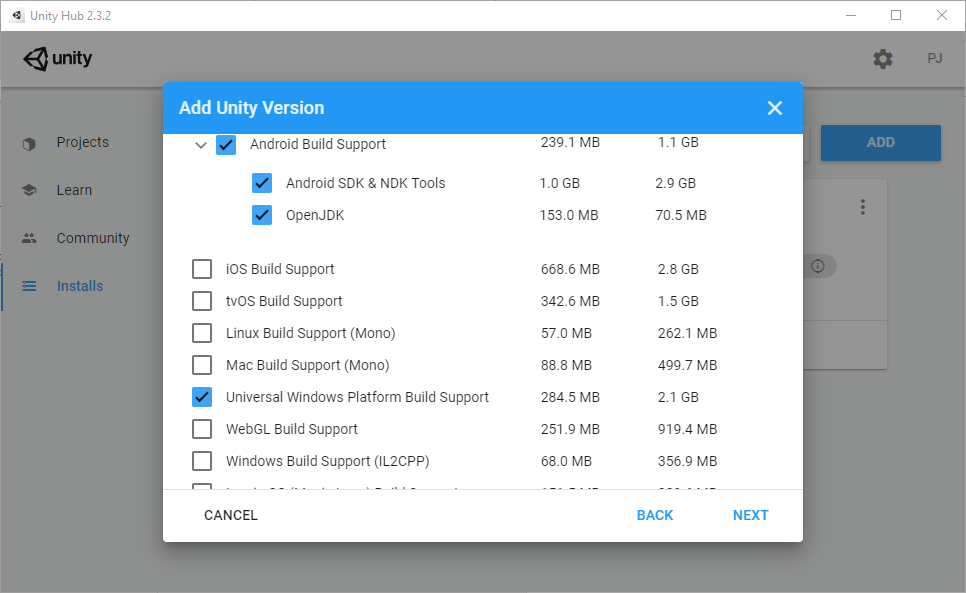 Unity Hub 2.3.2
unity
PJ
Add Unity Version
Projects
Learn
Community
Installs
ADD
Android Build Support 239.1 MB 1.1 GB
Android SDK & NDK Tools 1.0 GB 2.9 GB
OpenJDK 153.0 MB 70.5 MB
iOS Build Support 668.6 MB 2.8 GB
tvOS Build Support 342.6 MB 1.5 GB
Linux Build Support (Mono) 57.0 MB 262.1 MB
Mac Build Support (Mono) 88.8 MB 499.7 MB
Universal Windows Platform Build Support 284.5 MB 2.1 GB
WebGL Build Support 251.9 MB 919.4 MB
Windows Build Support (IL2CPP) 68.0 MB 356.9 MB
CANCEL BACK NEXT